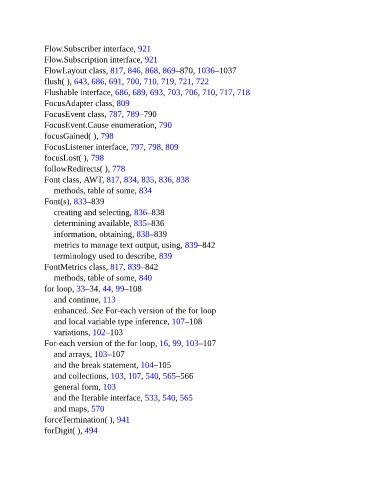 Flow.Subscriber interface, 921
Flow.Subscription interface, 921
FlowLayout class, 817, 846, 868, 869–870, 1036–1037
flush( ), 643, 686, 691, 700, 710, 719, 721, 722
Flushable interface, 686, 689, 693, 703, 706, 710, 717, 718
FocusAdapter class, 809
FocusEvent class, 787, 789–790
FocusEvent.Cause enumeration, 790
focusGained( ), 798
FocusListener interface, 797, 798, 809
focusLost( ), 798
followRedirects( ), 778
Font class, AWT, 817, 834, 835, 836, 838
methods, table of some, 834
Font(s), 833–839
creating and selecting, 836–838
determining available, 835–836
information, obtaining, 838–839
metrics to manage text output, using, 839–842
terminology used to describe, 839
FontMetrics class, 817, 839–842
methods, table of some, 840
for loop, 33–34, 44, 99–108
and continue, 113
enhanced. See For-each version of the for loop
and local variable type inference, 107–108
variations, 102–103
For-each version of the for loop, 16, 99, 103–107
and arrays, 103–107
and the break statement, 104–105
and collections, 103, 107, 540, 565–566
general form, 103
and the Iterable interface, 533, 540, 565
and maps, 570
forceTermination( ), 941
forDigit( ), 494